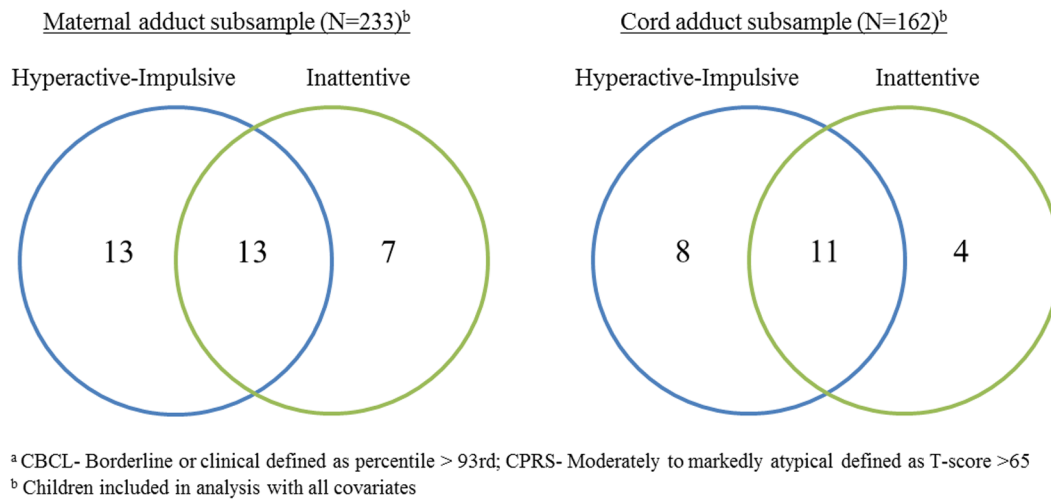 Maternal adduct subsample (N=233)ᵇ
Cord adduct subsample (N=162)ᵇ
Hyperactive-Impulsive
Inattentive
Hyperactive-Impulsive
Inattentive
13
13
7
8
11
4
ᵃ CBCL- Borderline or clinical defined as percentile > 93rd; CPRS- Moderately to markedly atypical defined as T-score >65
ᵇ Children included in analysis with all covariates